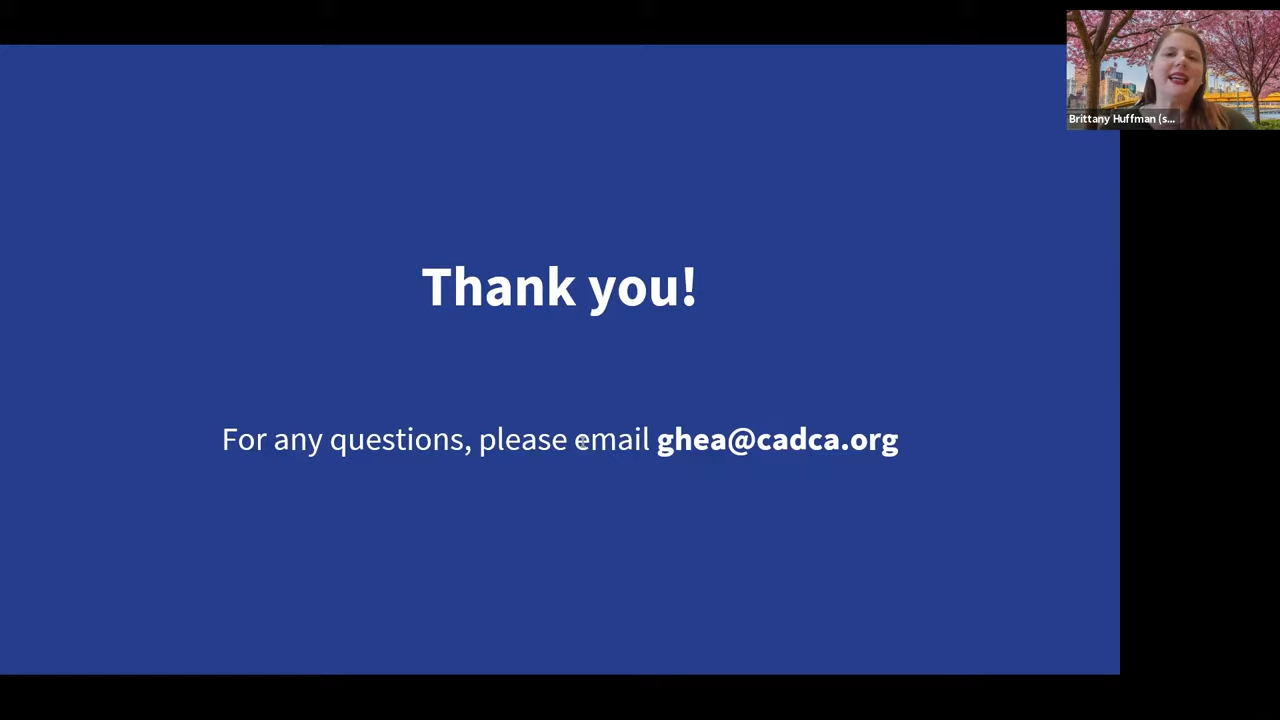 Brittany Huffman (s...
Thank you!
For any questions, please email ghea@cadca.org